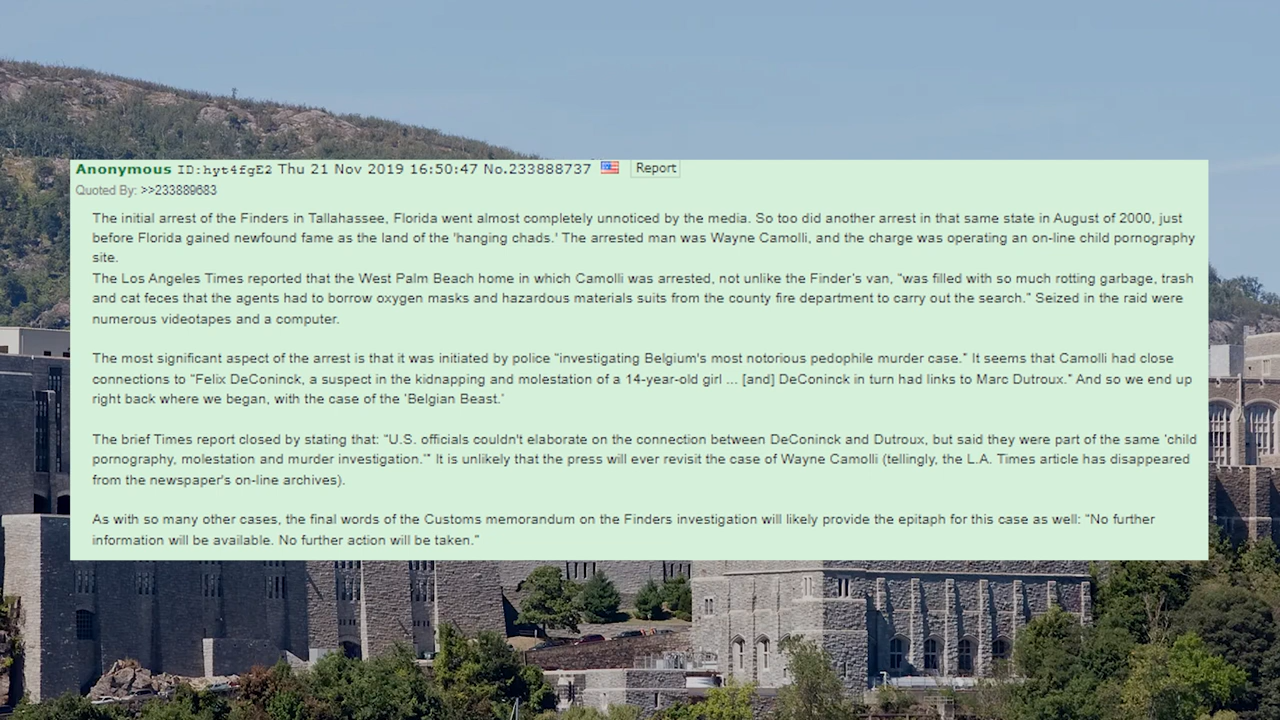 Anonymous ID:hyt4fgE2 Thu 21 Nov 2019 16:50:47 No.233888737 Report
Quoted By: >>233889683
The initial arrest of the Finders in Tallahassee, Florida went almost completely unnoticed by the media. So too did another arrest in that same state in August of 2000, just
before Florida gained newfound fame as the land of the 'hanging chads.' The arrested man was Wayne Camolli, and the charge was operating an on-line child pornography
site.
The Los Angeles Times reported that the West Palm Beach home in which Camolli was arrested, not unlike the Finder's van, "was filled with so much rotting garbage, trash
and cat feces that the agents had to borrow oxygen masks and hazardous materials suits from the county fire department to carry out the search." Seized in the raid were
numerous videotapes and a computer.
The most significant aspect of the arrest is that it was initiated by police "investigating Belgium's most notorious pedophile murder case." It seems that Camolli had close
connections to "Felix DeConinck, a suspect in the kidnapping and molestation of a 14-year-old girl ... [and] DeConinck in turn had links to Marc Dutroux." And so we end up
right back where we began, with the case of the 'Belgian Beast.'
The brief Times report closed by stating that: "U.S. officials couldn't elaborate on the connection between DeConinck and Dutroux, but said they were part of the same 'child
pornography, molestation and murder investigation.'" It is unlikely that the press will ever revisit the case of Wayne Camolli (tellingly, the L.A. Times article has disappeared
from the newspaper's on-line archives).
As with so many other cases, the final words of the Customs memorandum on the Finders investigation will likely provide the epitaph for this case as well: "No further
information will be available. No further action will be taken."